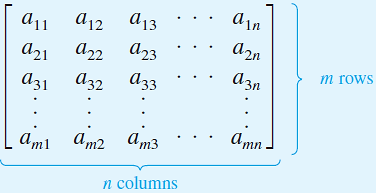 a₁₁ a₁₂ a₁₃ · · · a₁ₙ
a₂₁ a₂₂ a₂₃ · · · a₂ₙ
a₃₁ a₃₂ a₃₃ · · · a₃ₙ m rows
. . . .
. . . .
. . . .
aₘ₁ aₘ₂ aₘ₃ · · · aₘₙ
n columns